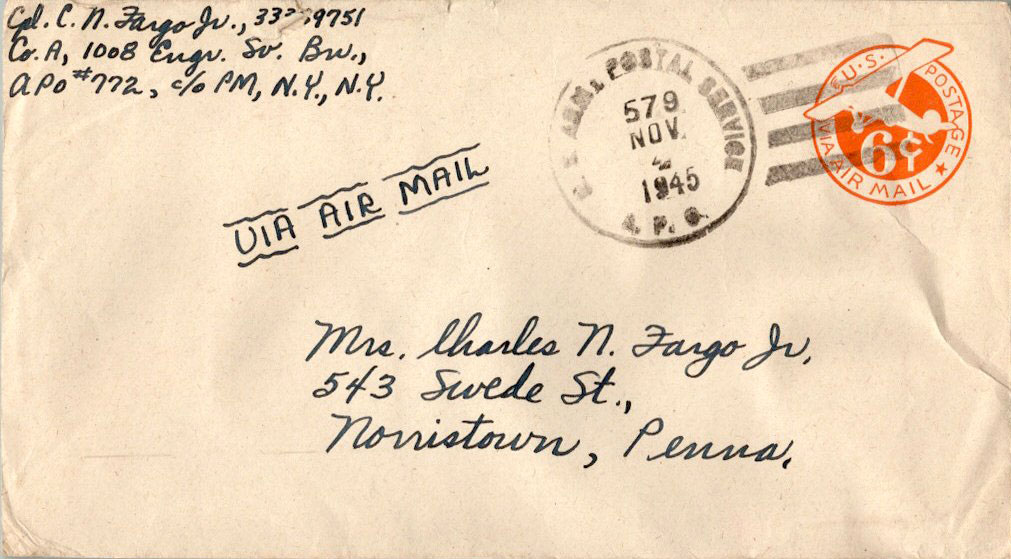 Cpl. C. N. Fargo Jr., 9751
Co. A, 1008 Engr. Sv. Bn.,
APO #772, c/o PM, N.Y., N.Y.
U.S. ARMY POSTAL SERVICE
579
NOV.
1945
A. P. O.
U.S. POSTAGE
6¢
VIA AIR MAIL
VIA AIR MAIL
Mrs. Charles N. Fargo Jr.
543 Swede St.,
Norristown, Penna.